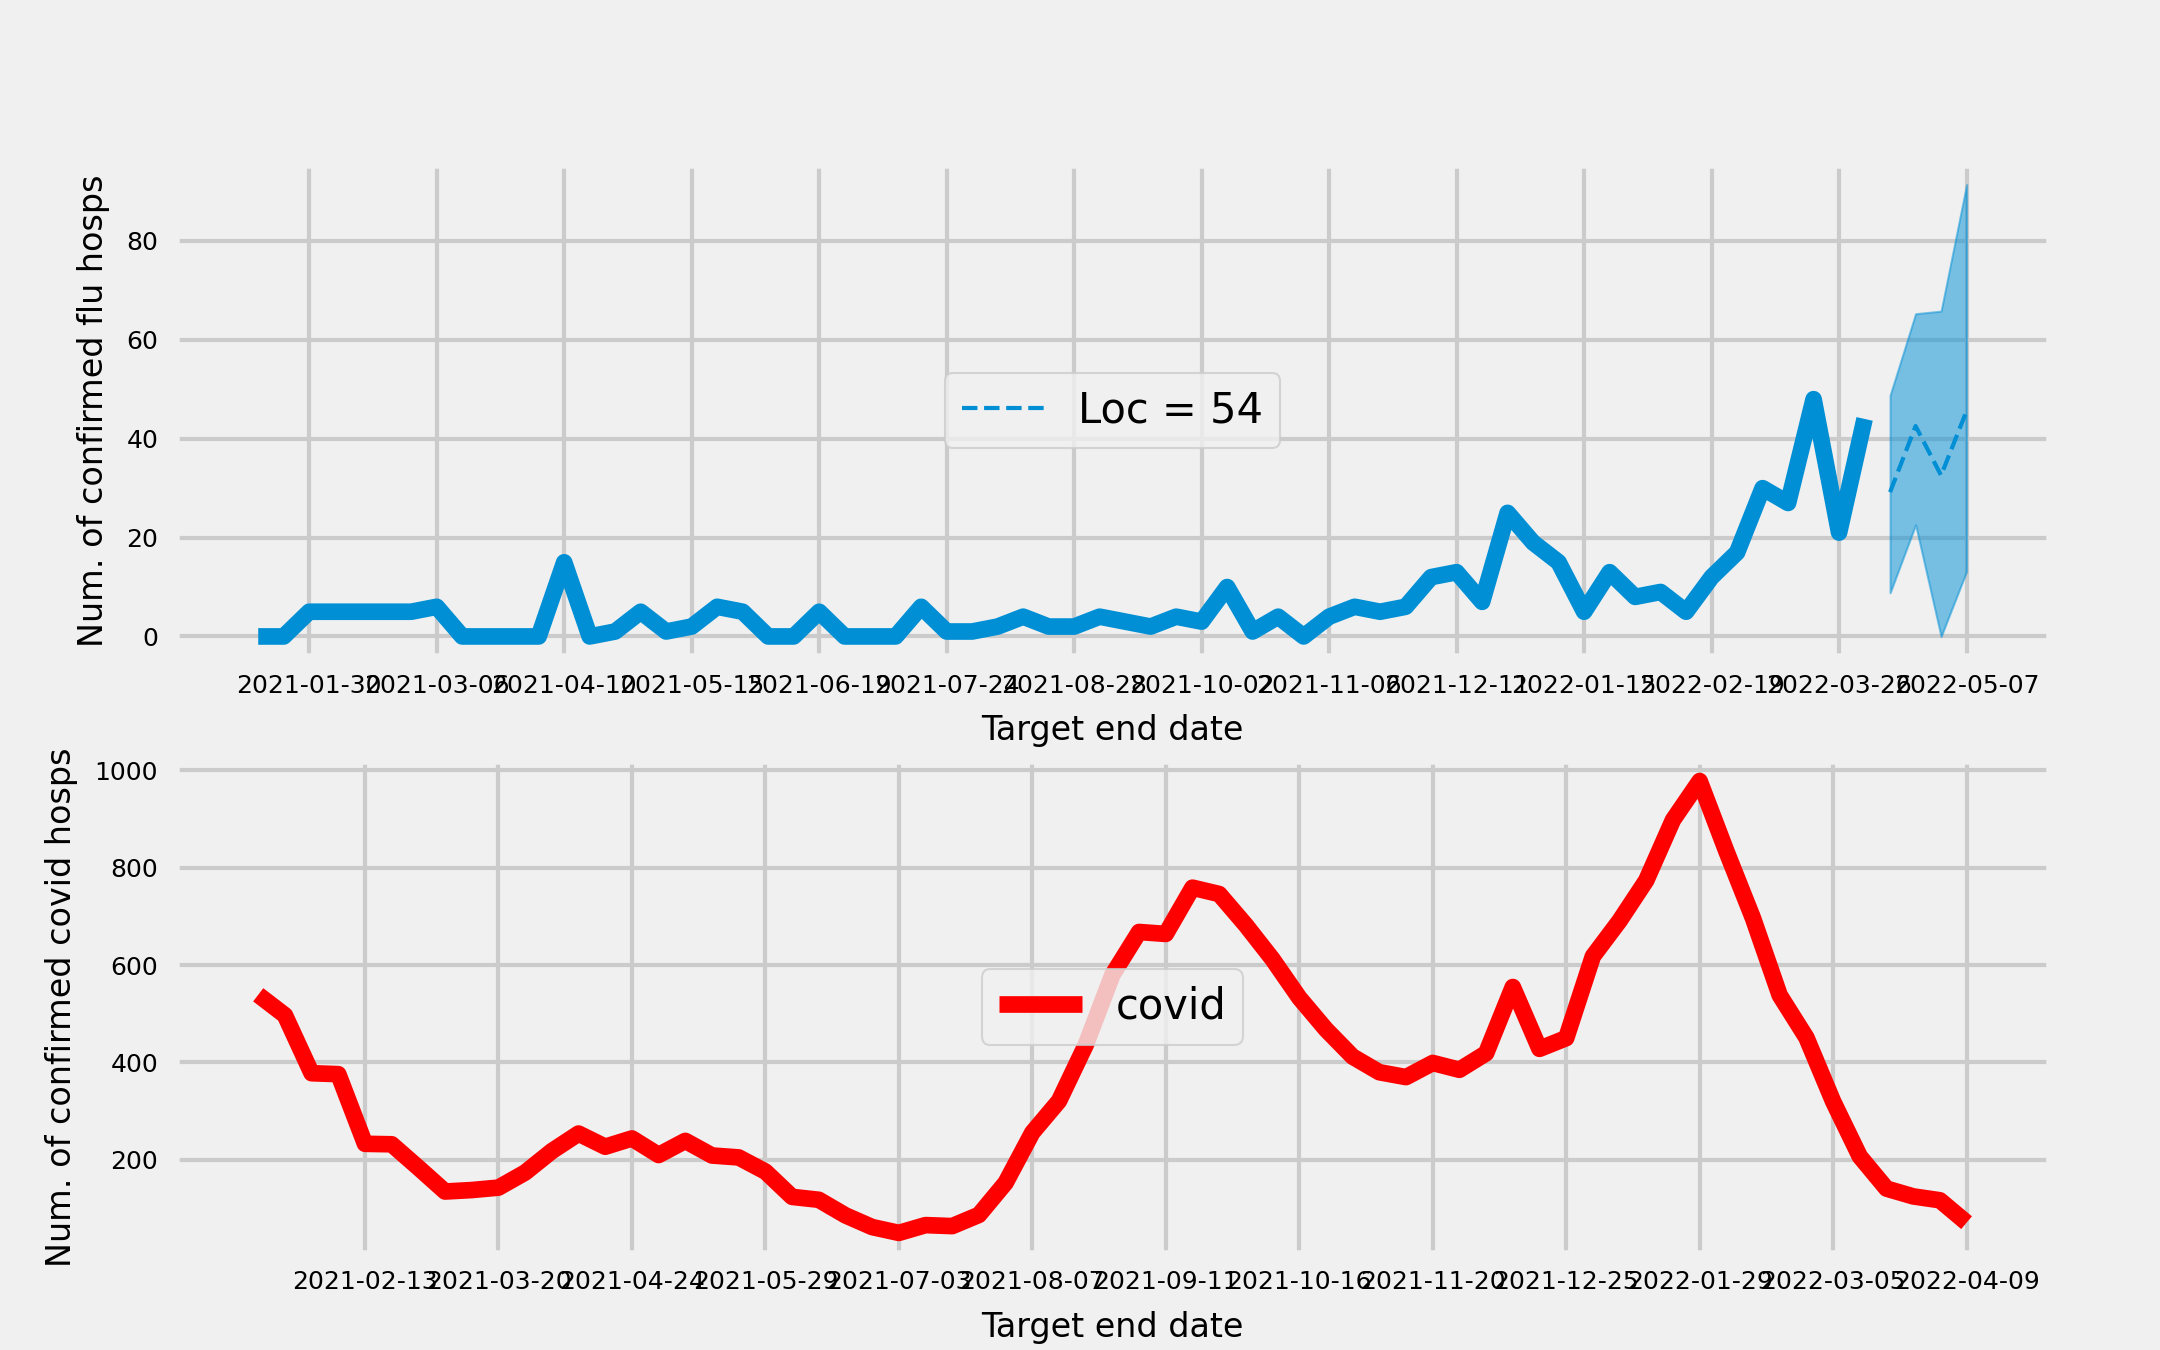 Num. of confirmed flu hosps
80
60
40
20
0
Loc = 54
2021-01-30 2021-03-06 2021-04-10 2021-05-15 2021-06-19 2021-07-24 2021-08-28 2021-10-02 2021-11-06 2021-12-11 2022-01-15 2022-02-19 2022-03-26 2022-05-07
Target end date
Num. of confirmed covid hosps
1000
800
600
400
200
covid
2021-02-13 2021-03-20 2021-04-24 2021-05-29 2021-07-03 2021-08-07 2021-09-11 2021-10-16 2021-11-20 2021-12-25 2022-01-29 2022-03-05 2022-04-09
Target end date